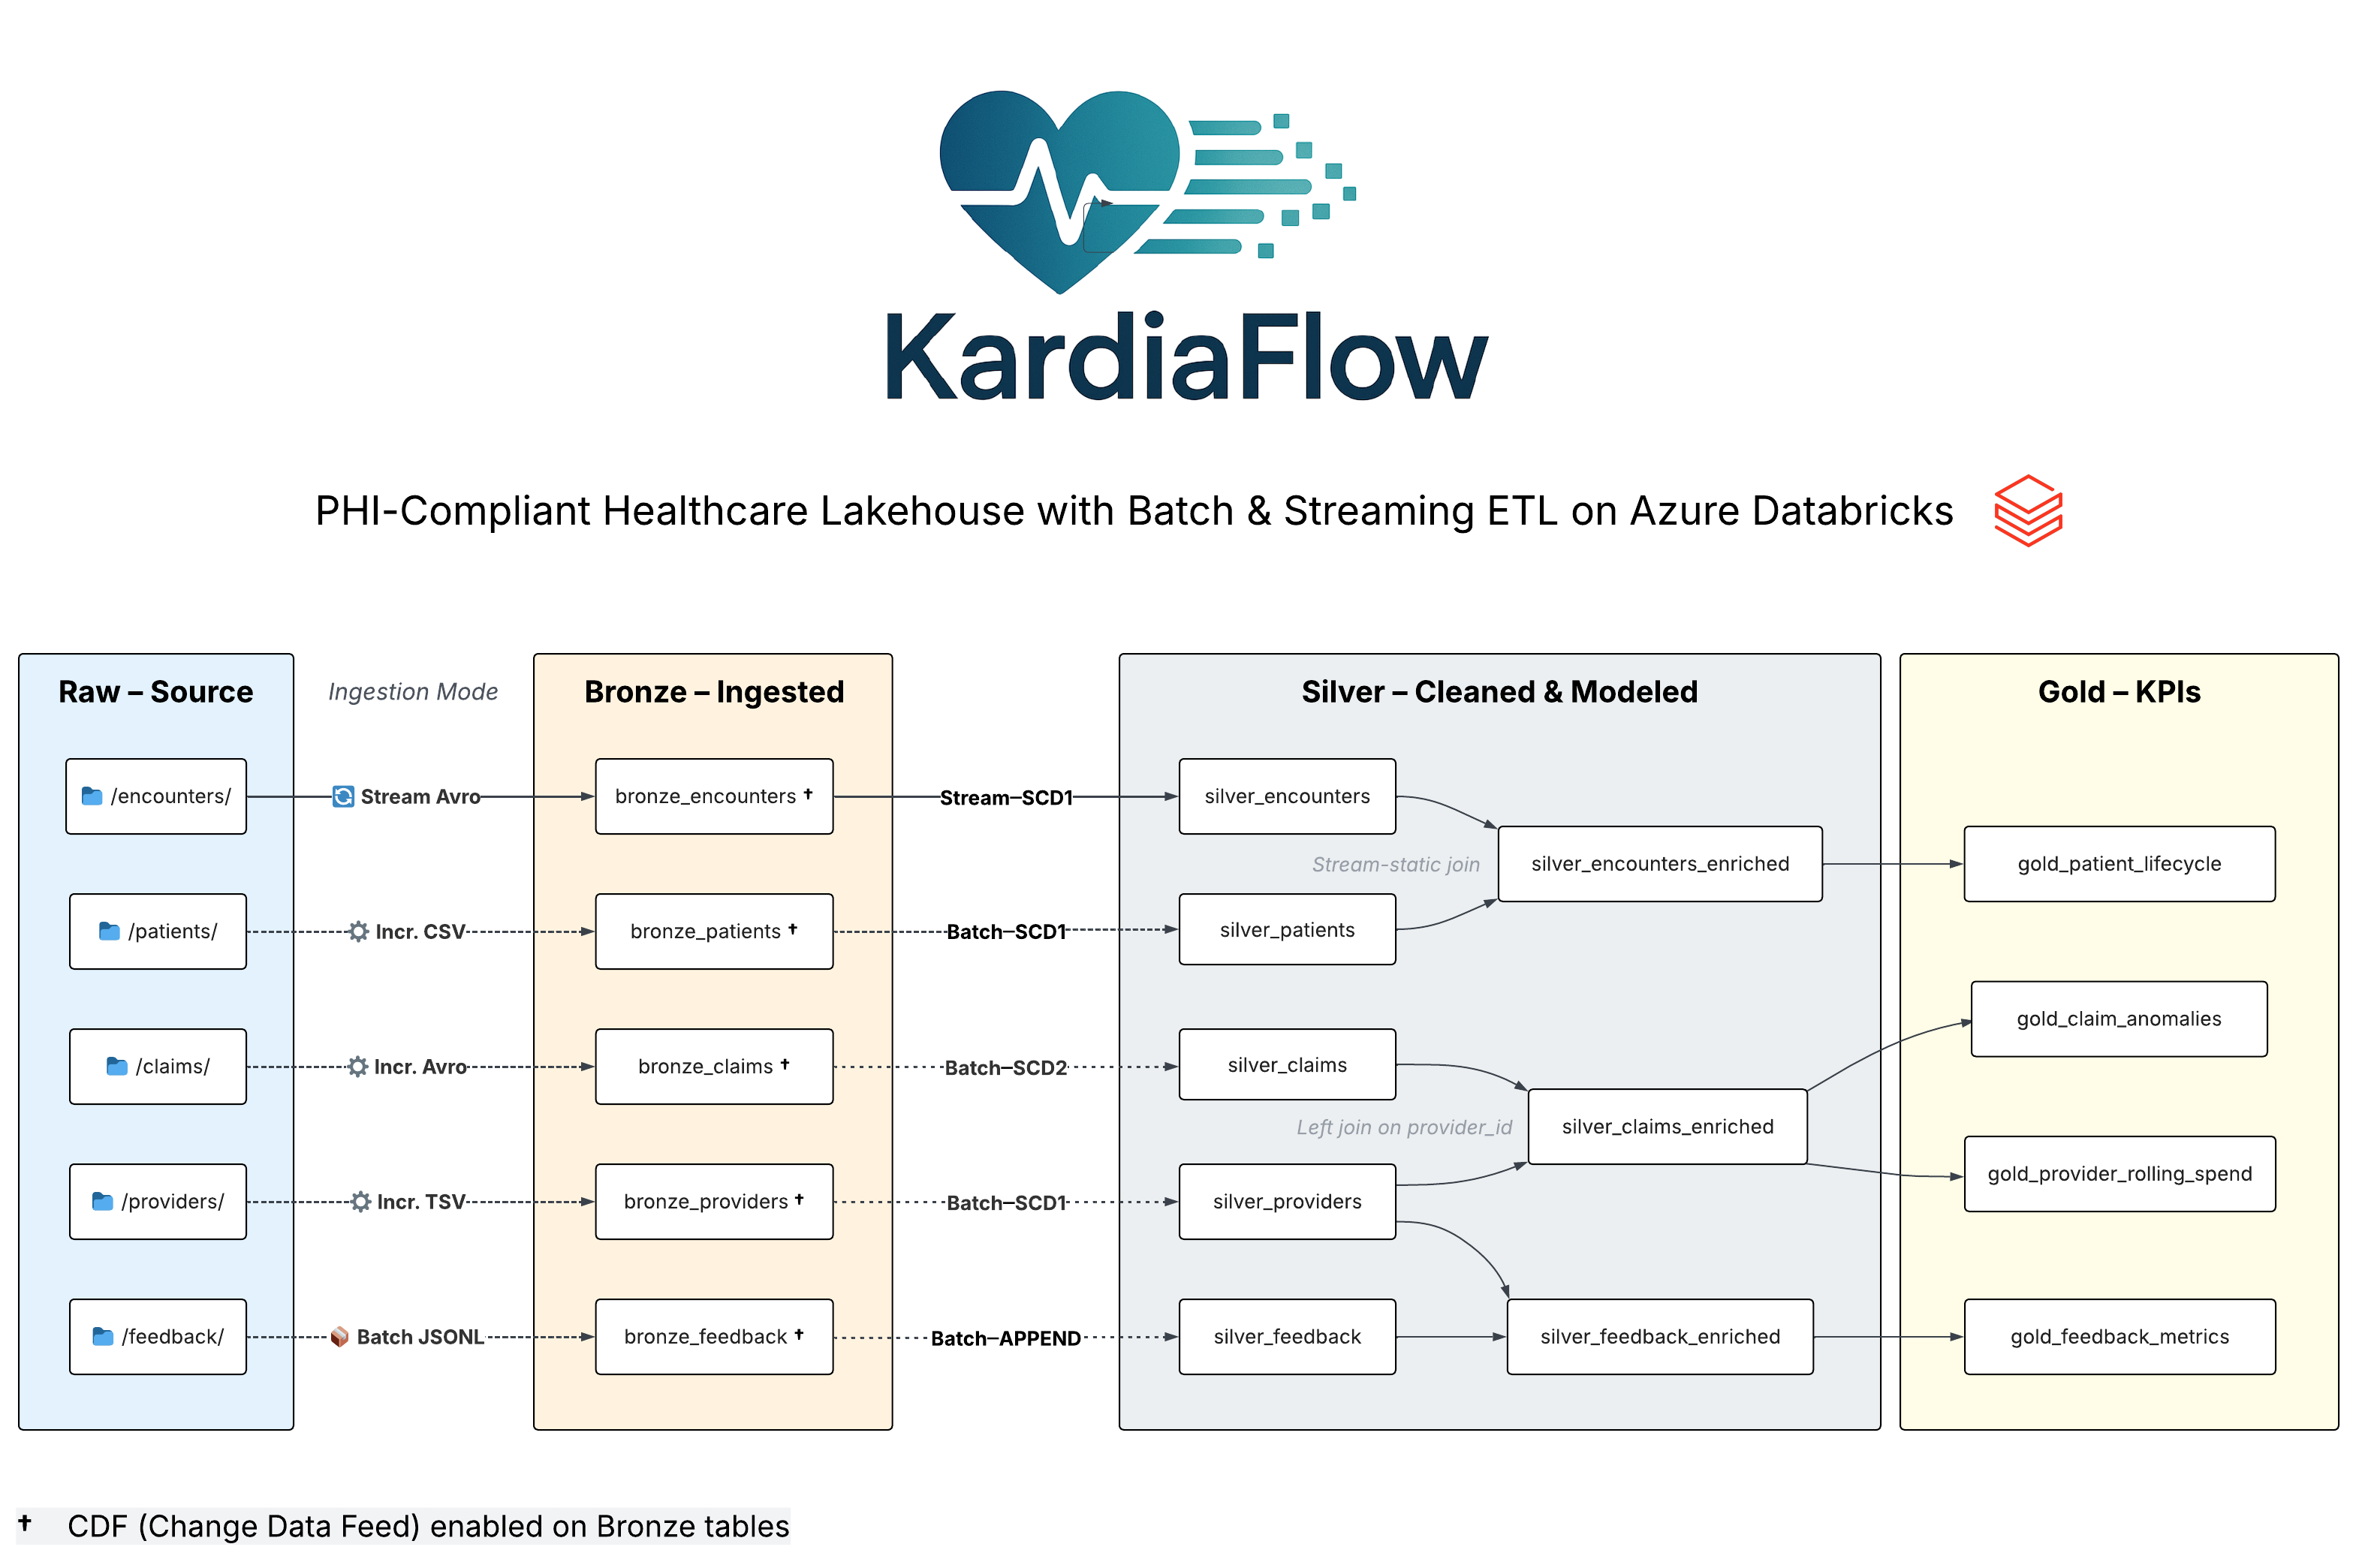 KardiaFlow
PHI-Compliant Healthcare Lakehouse with Batch & Streaming ETL on Azure Databricks
Raw – Source
Ingestion Mode
Bronze – Ingested
Silver – Cleaned & Modeled
Gold – KPIs
/encounters/
Stream Avro
bronze_encounters †
Stream–SCD1
silver_encounters
Stream-static join
silver_encounters_enriched
gold_patient_lifecycle
/patients/
Incr. CSV
bronze_patients †
Batch–SCD1
silver_patients
gold_claim_anomalies
/claims/
Incr. Avro
bronze_claims †
Batch–SCD2
silver_claims
Left join on provider_id
silver_claims_enriched
gold_provider_rolling_spend
/providers/
Incr. TSV
bronze_providers †
Batch–SCD1
silver_providers
/feedback/
Batch JSONL
bronze_feedback †
Batch–APPEND
silver_feedback
silver_feedback_enriched
gold_feedback_metrics
† CDF (Change Data Feed) enabled on Bronze tables